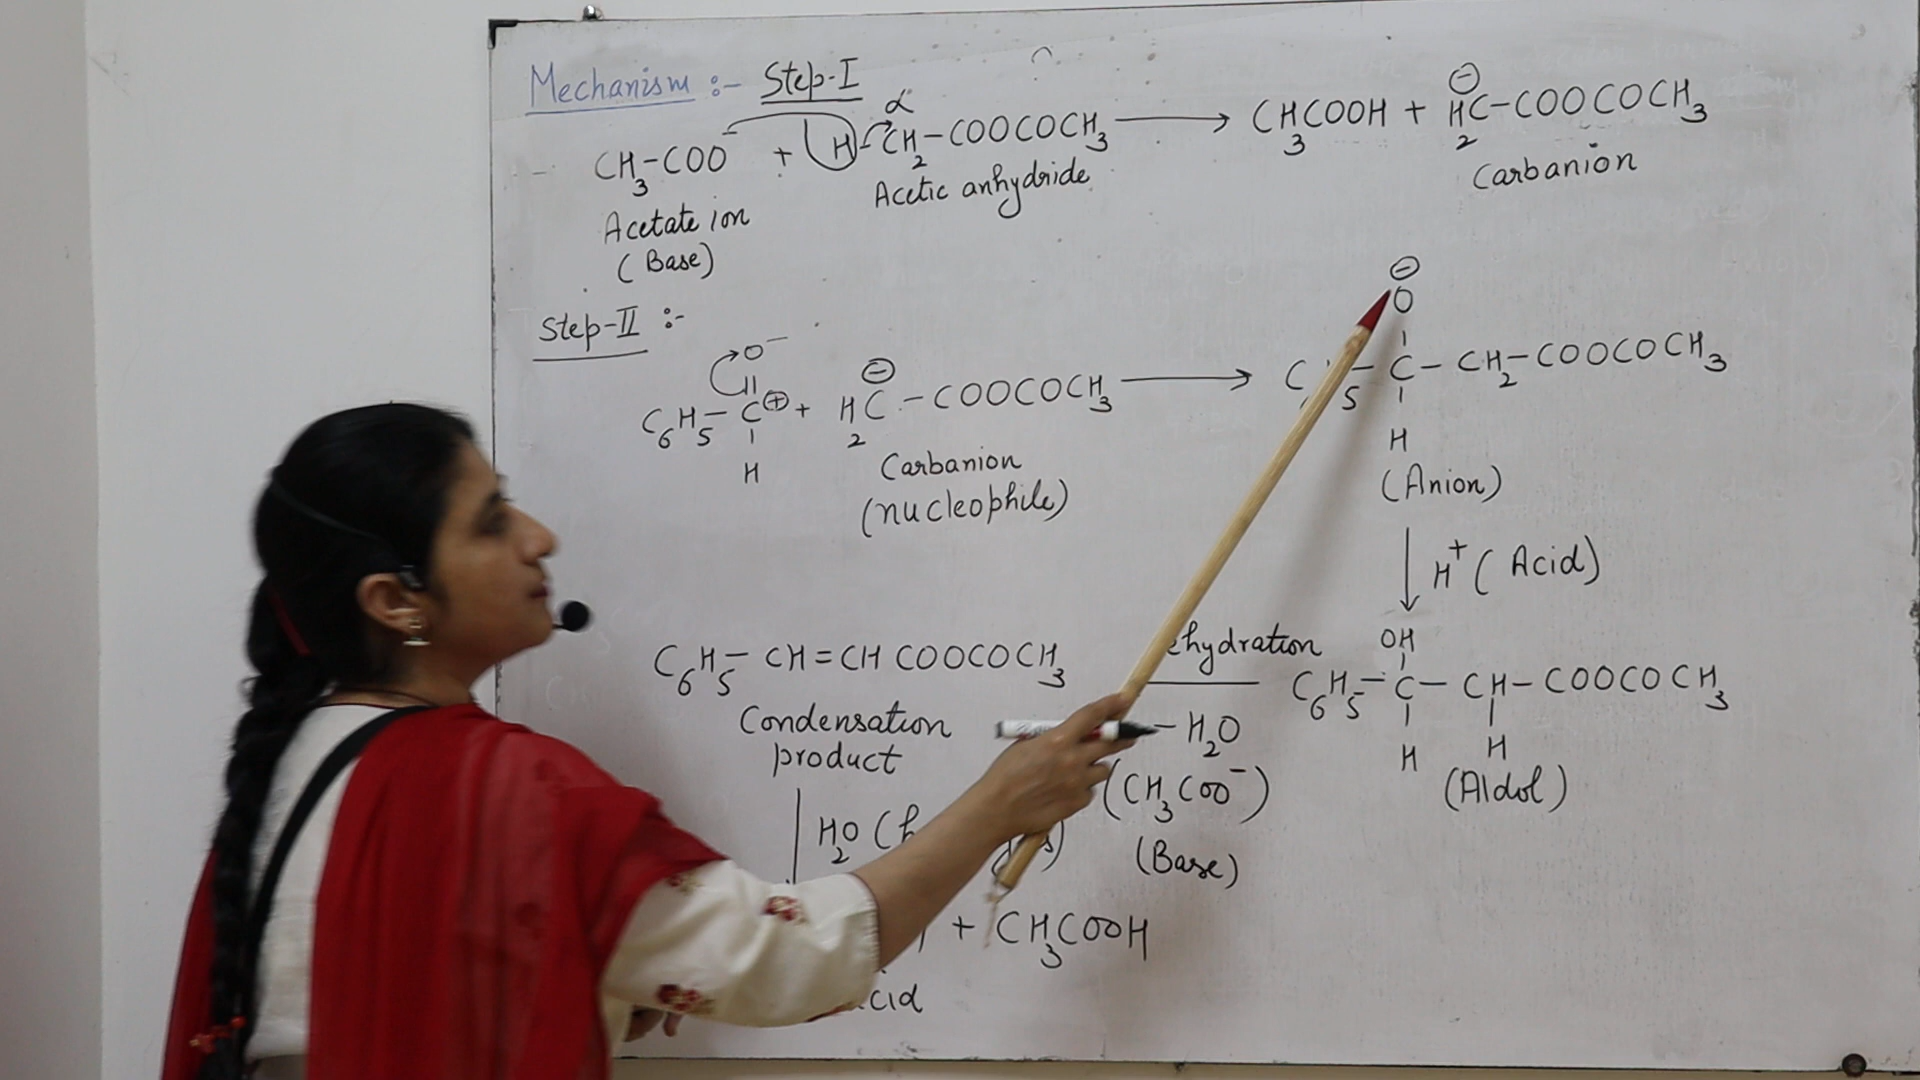 Mechanism :- Step-I
α
CH₃-COO⁻ + H-CH₂-COOCOCH₃ → CH₃COOH + H₂C⊖-COOCOCH₃
Acetate ion
(Base)
Acetic anhydride
Carbanion
Step-II :-
O⁻
C₆H₅-C⊕ + H₂C⊖-COOCOCH₃ →
H
Carbanion
(nucleophile)
⊖
O
C 5 - C - CH₂-COOCOCH₃
H
(Anion)
↓ H⁺ (Acid)
OH
C₆H₅-C-CH-COOCOCH₃
H H
(Aldol)
-H₂O
(CH₃COO⁻)
(Base)
C₆H₅-CH=CH COOCOCH₃
Condensation
product
H₂O
+ CH₃COOH